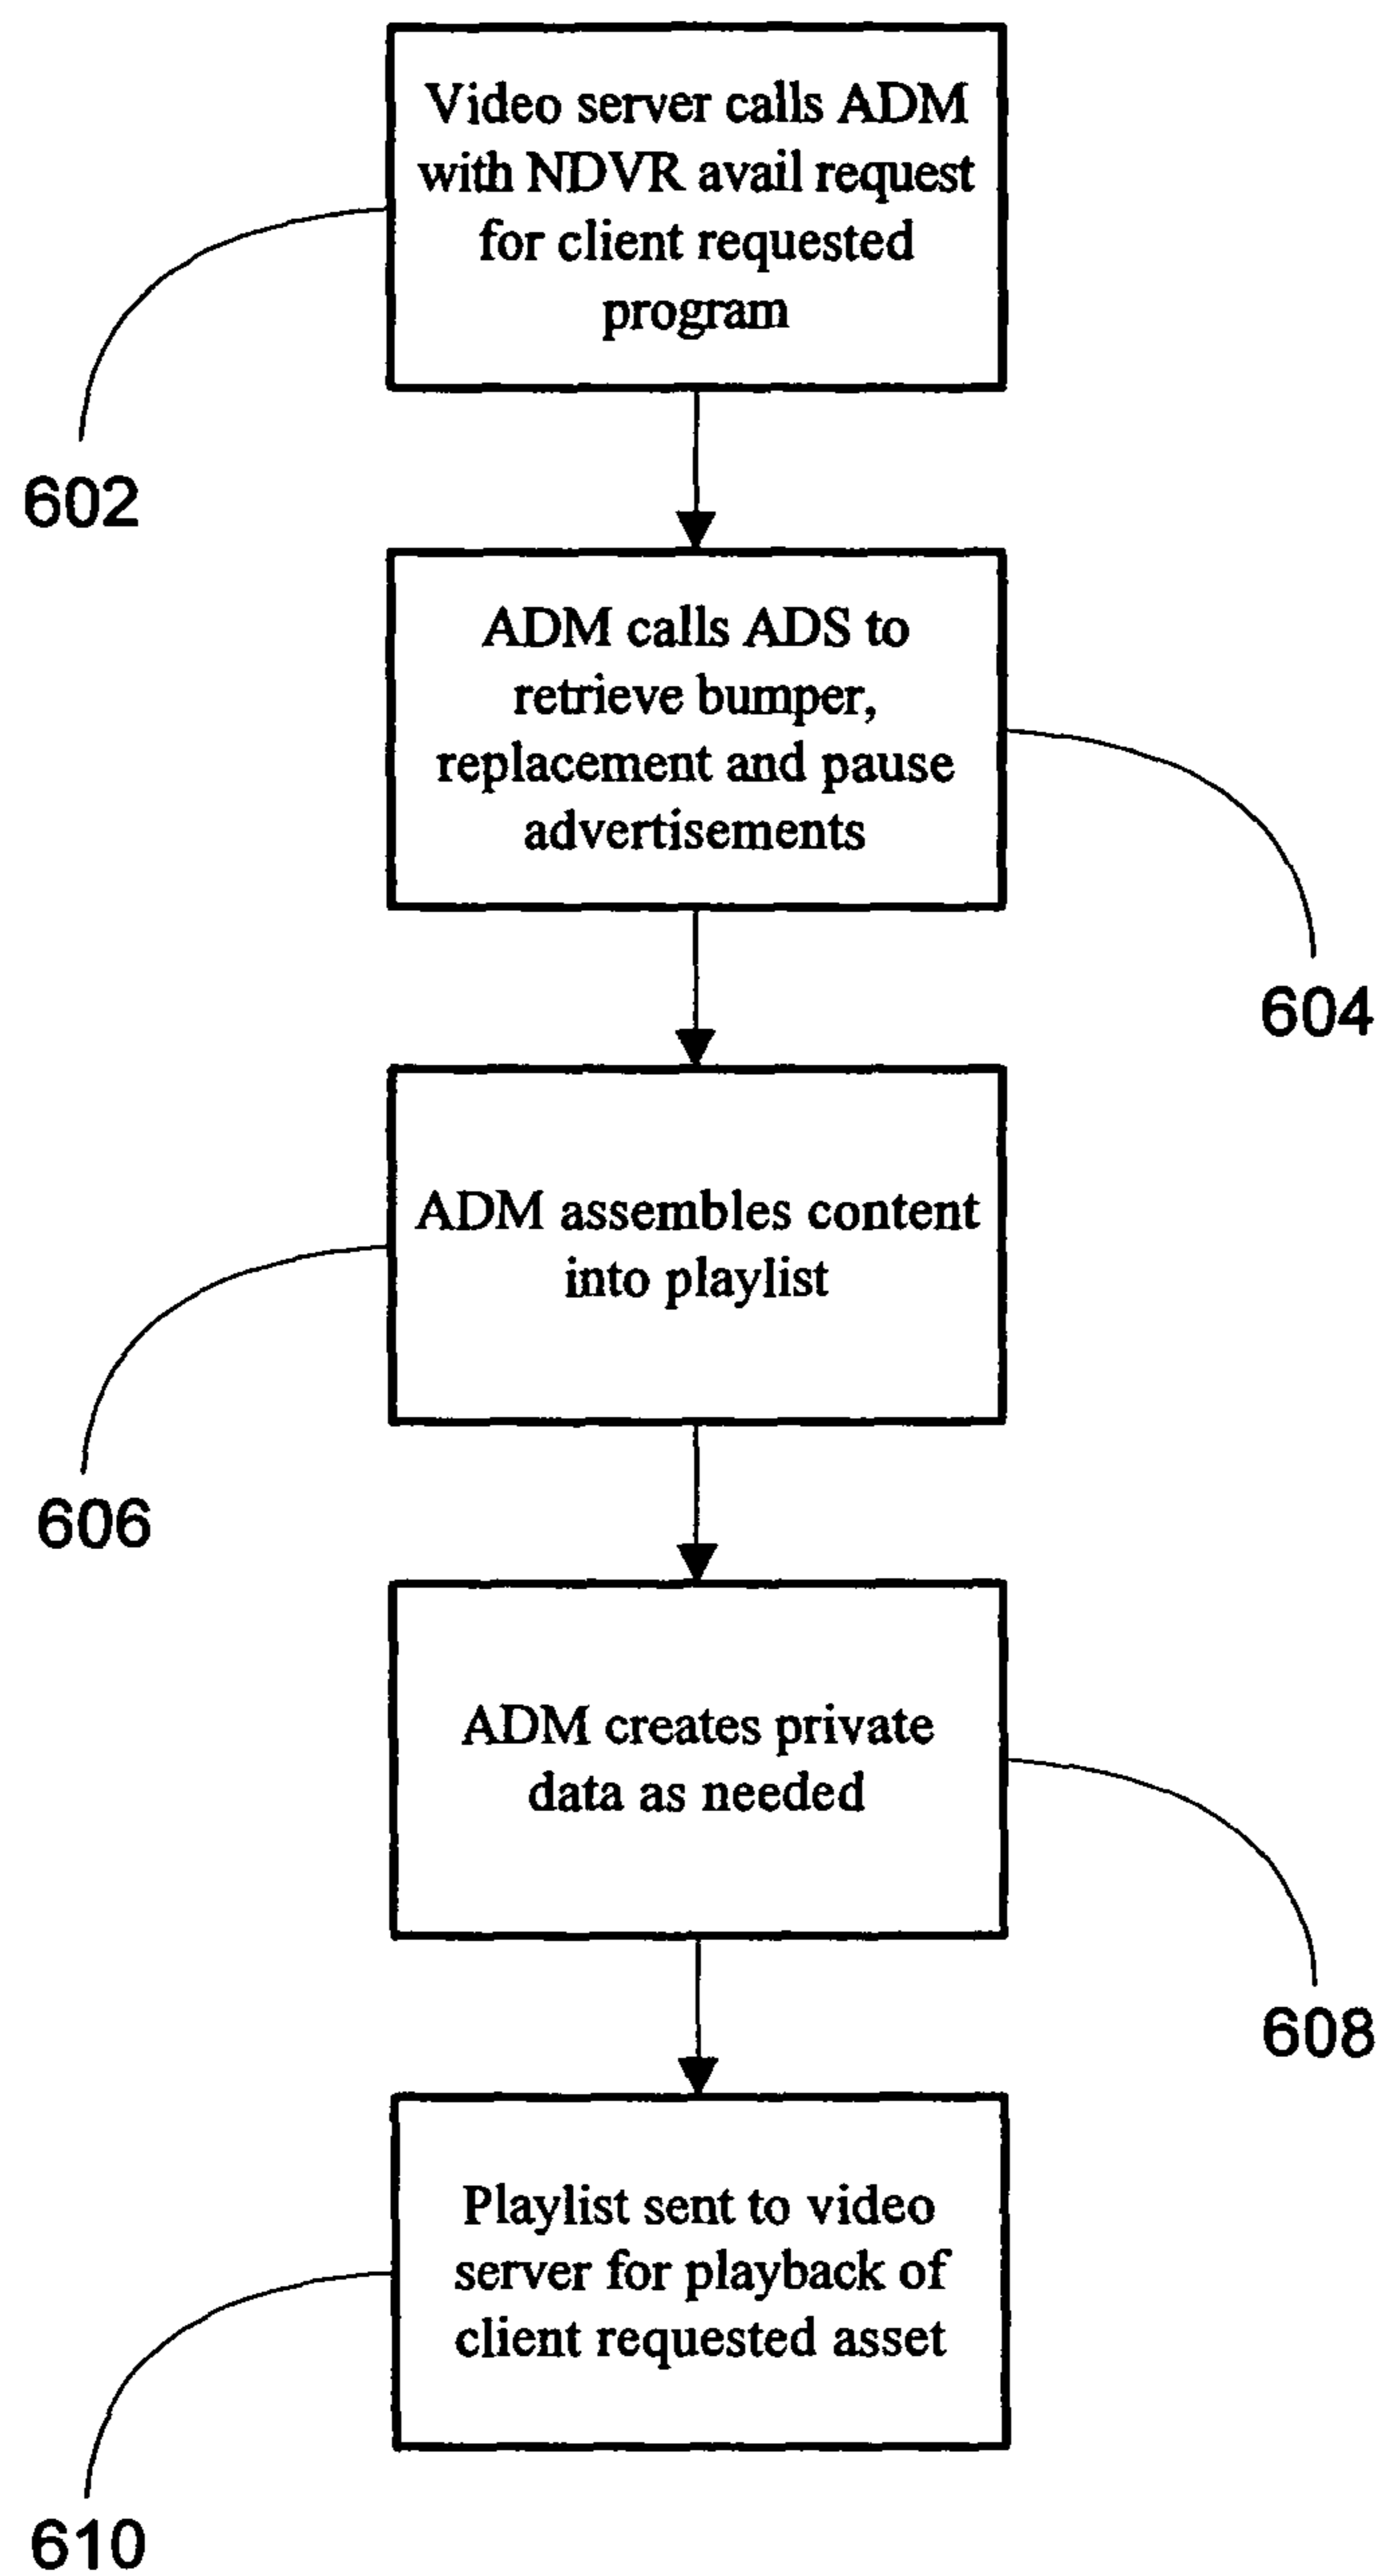 Video server calls ADM
with NDVR avail request
for client requested
program
602
ADM calls ADS to
retrieve bumper,
replacement and pause
advertisements
604
ADM assembles content
into playlist
606
ADM creates private
data as needed
608
Playlist sent to video
server for playback of
client requested asset
610